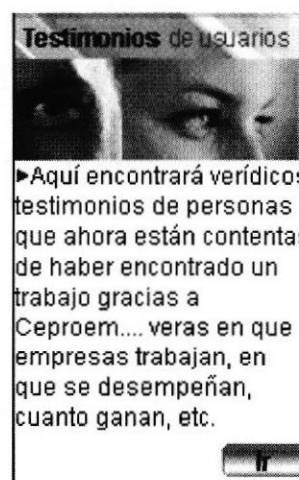 Testimonios de usuarios
▶Aquí encontrará verídicos
testimonios de personas
que ahora están contentas
de haber encontrado un
trabajo gracias a
Ceproem.... veras en que
empresas trabajan, en
que se desempeñan,
cuanto ganan, etc.
Ir